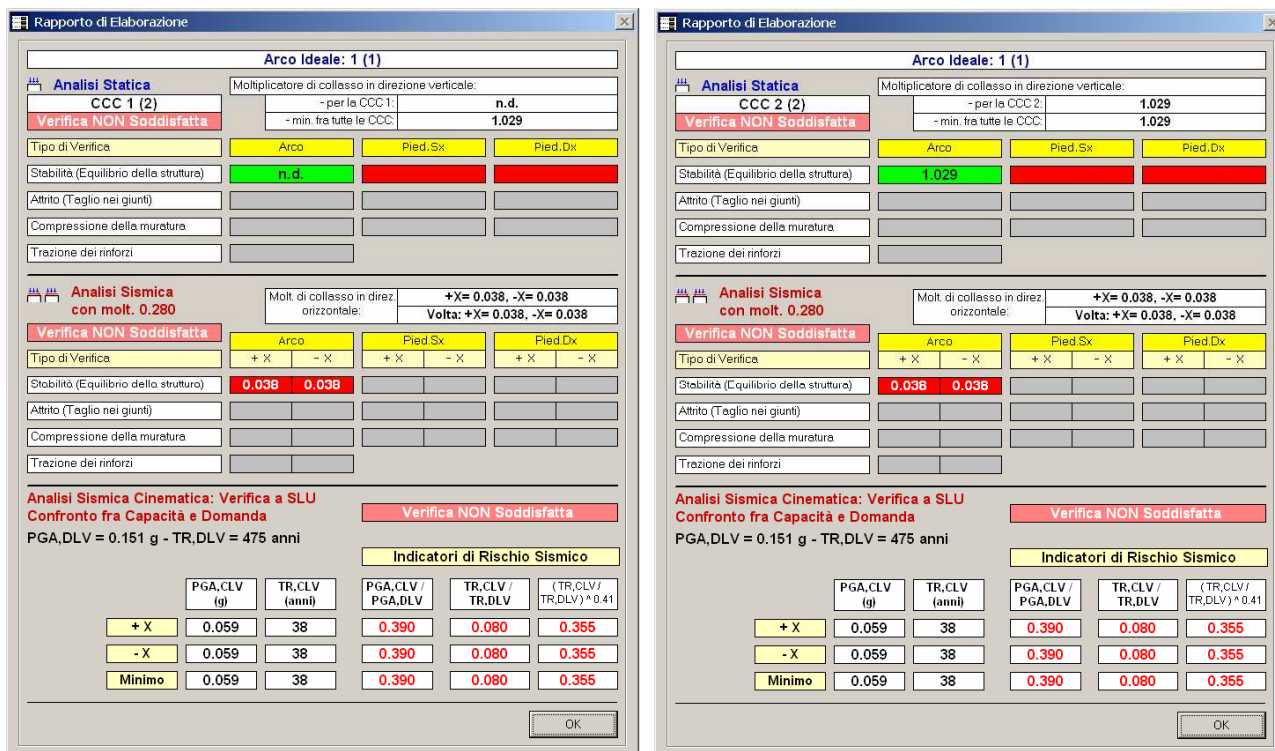 Rapporto di Elaborazione
Arco Ideale: 1 (1)
Analisi Statica
Moltiplicatore di collasso in direzione verticale:
CCC 1 (2)
- per la CCC 1: n.d.
Verifica NON Soddisfatta
- min. fra tutte le CCC: 1.029
Tipo di Verifica Arco Pied.Sx Pied.Dx
Stabilità (Equilibrio della struttura) n.d.
Attrito (Taglio nei giunti)
Compressione della muratura
Trazione dei rinforzi
Analisi Sismica
con molt. 0.280
Molt. di collasso in direz.
orizzontale:
+X= 0.038, -X= 0.038
Volta: +X= 0.038, -X= 0.038
Verifica NON Soddisfatta
Arco Pied.Sx Pied.Dx
Tipo di Verifica + X - X + X - X + X - X
Stabilità (Equilibrio della struttura) 0.038 0.038
Attrito (Taglio nei giunti)
Compressione della muratura
Trazione dei rinforzi
Analisi Sismica Cinematica: Verifica a SLU
Confronto fra Capacità e Domanda
Verifica NON Soddisfatta
PGA,DLV = 0.151 g - TR,DLV = 475 anni
Indicatori di Rischio Sismico
PGA,CLV
(g)
TR,CLV
(anni)
PGA,CLV /
PGA,DLV
TR,CLV /
TR,DLV
(TR,CLV/
TR,DLV)^0.41
+ X 0.059 38 0.390 0.080 0.355
- X 0.059 38 0.390 0.080 0.355
Minimo 0.059 38 0.390 0.080 0.355
OK
Rapporto di Elaborazione
Arco Ideale: 1 (1)
Analisi Statica
Moltiplicatore di collasso in direzione verticale:
CCC 2 (2)
- per la CCC 2: 1.029
Verifica NON Soddisfatta
- min. fra tutte le CCC: 1.029
Tipo di Verifica Arco Pied.Sx Pied.Dx
Stabilità (Equilibrio della struttura) 1.029
Attrito (Taglio nei giunti)
Compressione della muratura
Trazione dei rinforzi
Analisi Sismica
con molt. 0.280
Molt. di collasso in direz.
orizzontale:
+X= 0.038, -X= 0.038
Volta: +X= 0.038, -X= 0.038
Verifica NON Soddisfatta
Arco Pied.Sx Pied.Dx
Tipo di Verifica + X - X + X - X + X - X
Stabilità (Equilibrio della struttura) 0.038 0.038
Attrito (Taglio nei giunti)
Compressione della muratura
Trazione dei rinforzi
Analisi Sismica Cinematica: Verifica a SLU
Confronto fra Capacità e Domanda
Verifica NON Soddisfatta
PGA,DLV = 0.151 g - TR,DLV = 475 anni
Indicatori di Rischio Sismico
PGA,CLV
(g)
TR,CLV
(anni)
PGA,CLV /
PGA,DLV
TR,CLV /
TR,DLV
(TR,CLV/
TR,DLV)^0.41
+ X 0.059 38 0.390 0.080 0.355
- X 0.059 38 0.390 0.080 0.355
Minimo 0.059 38 0.390 0.080 0.355
OK